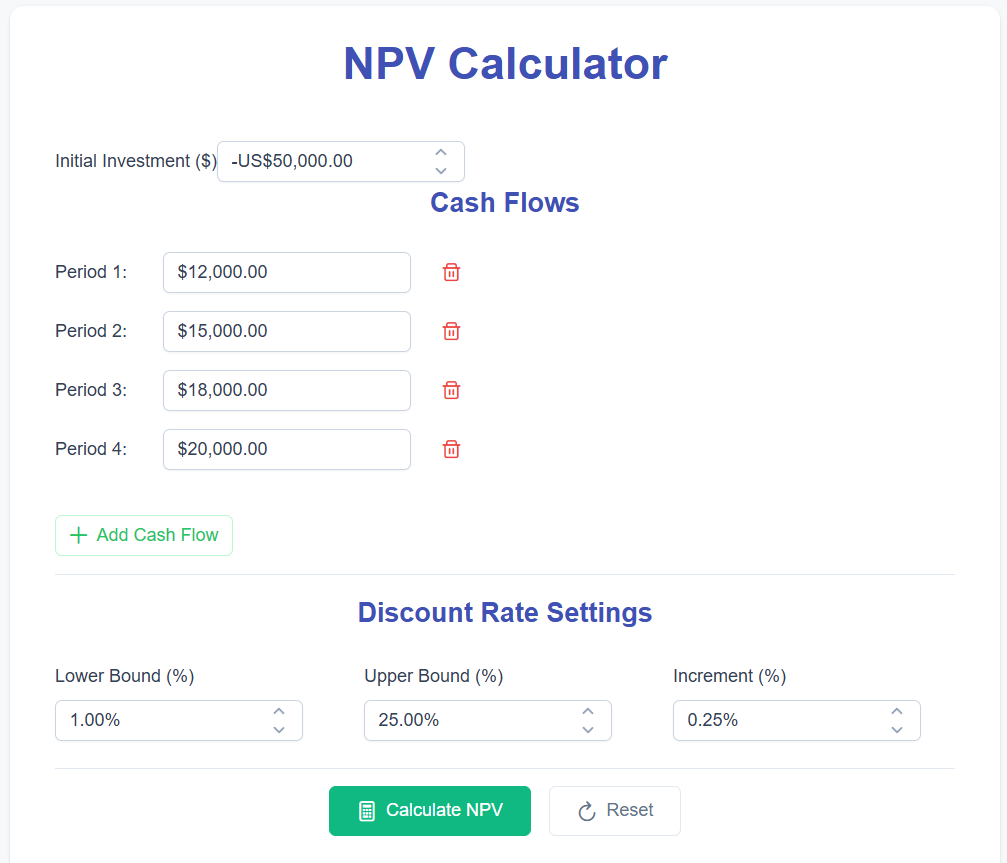 NPV Calculator
Initial Investment ($) -US$50,000.00
Cash Flows
Period 1: $12,000.00
Period 2: $15,000.00
Period 3: $18,000.00
Period 4: $20,000.00
Add Cash Flow
Discount Rate Settings
Lower Bound (%) Upper Bound (%) Increment (%)
1.00% 25.00% 0.25%
Calculate NPV Reset